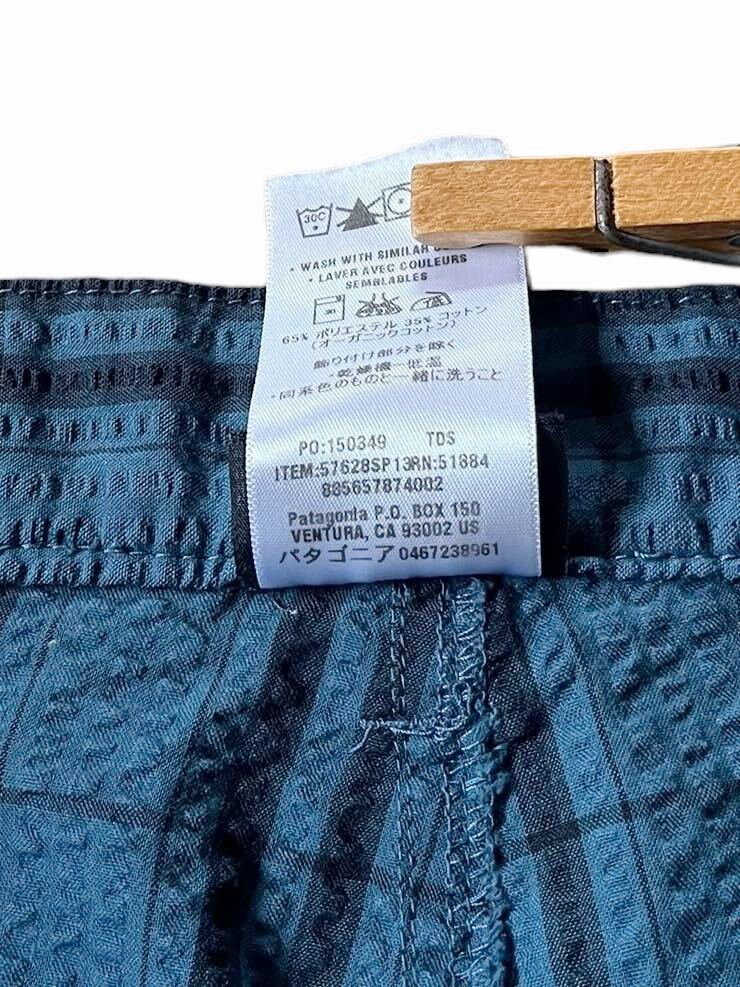 30C
• WASH WITH SIMILAR
• LAVER AVEC COULEURS
SEMBLABLES
65% ポリエステル 35% コットン
(オーガニックコットン)
飾り付け部分を除く
・乾燥機一低温
・同系色のものと一緒に洗うこと
PO:150349 TDS
ITEM:57628SP13RN:51884
885657874002
Patagonia P.O. BOX 150
VENTURA, CA 93002 US
パタゴニア 0467238961